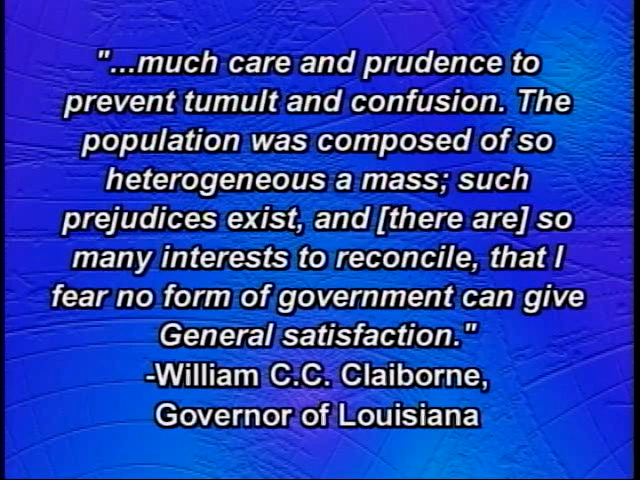 "...much care and prudence to
prevent tumult and confusion. The
population was composed of so
heterogeneous a mass; such
prejudices exist, and [there are] so
many interests to reconcile, that I
fear no form of government can give
General satisfaction."
-William C.C. Claiborne,
Governor of Louisiana